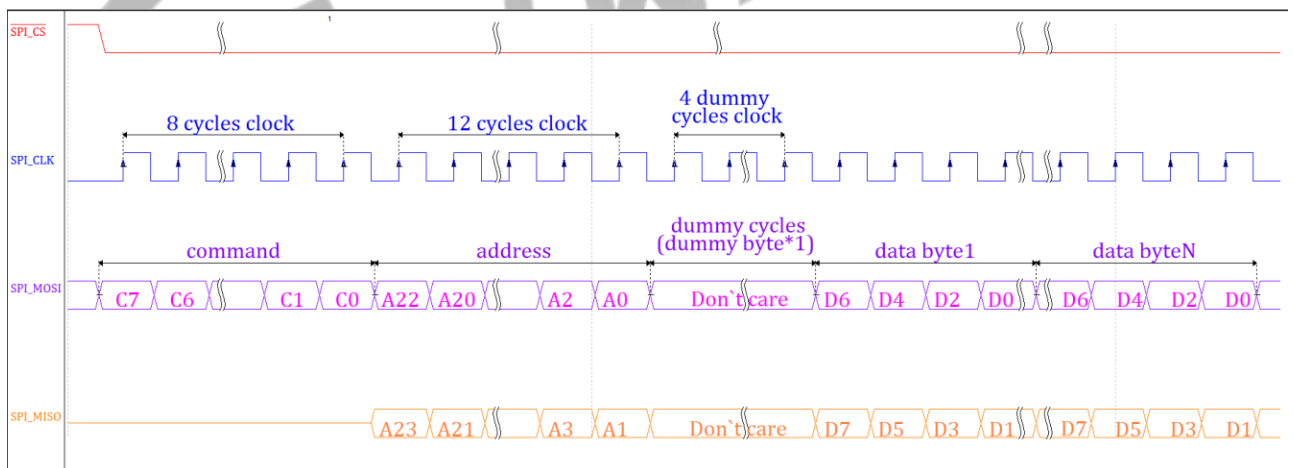 1
SPI_CS
4 dummy
cycles clock
8 cycles clock
12 cycles clock
SPI_CLK
dummy cycles
(dummy byte*1)
command
address
data byte1
data byteN
SPI_MOSI
C7 C6 C1 C0 A22 A20 A2 A0 Don`t care D6 D4 D2 D0 D6 D4 D2 D0
SPI_MISO
A23 A21 A3 A1 Don`t care D7 D5 D3 D1 D7 D5 D3 D1